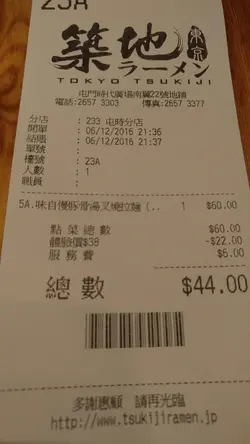 23A
築地 東京
ラーメン
TOKYO TSUKIJI
屯門時代廣場南翼22號地鋪
電話:2657 3303 傳真:2657 3377
分店 : 233 屯時分店
開單 : 06/12/2016 21:36
結賬 : 06/12/2016 21:37
單號 :
檯號 : 23A
人數 : 1
職員 :
5A.味自慢豚骨湯叉燒拉麵 (.. 1 $60.00
點菜總數 $60.00
體驗價$38 -$22.00
服務費 $6.00
總數 $44.00
多謝惠顧 請再光臨
http://www.tsukijiramen.jp